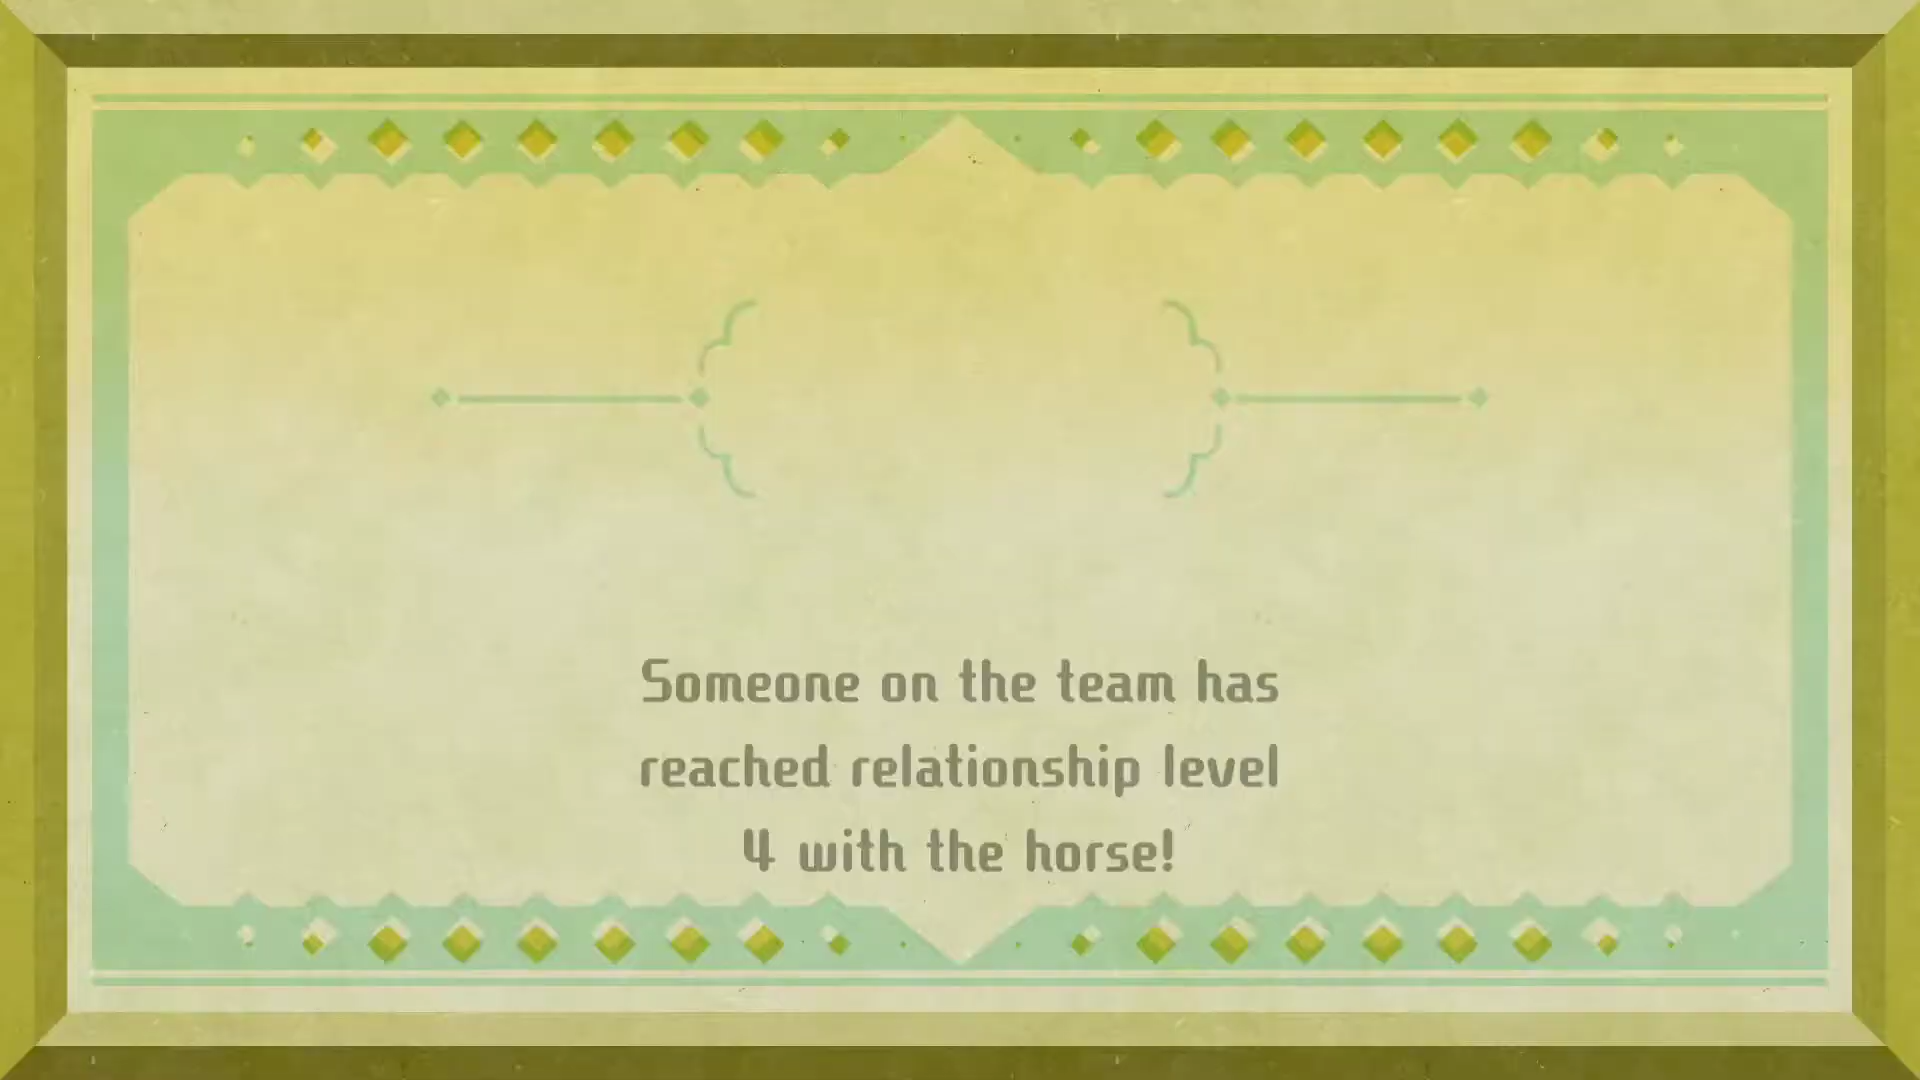 Someone on the team has
reached relationship level
4 with the horse!